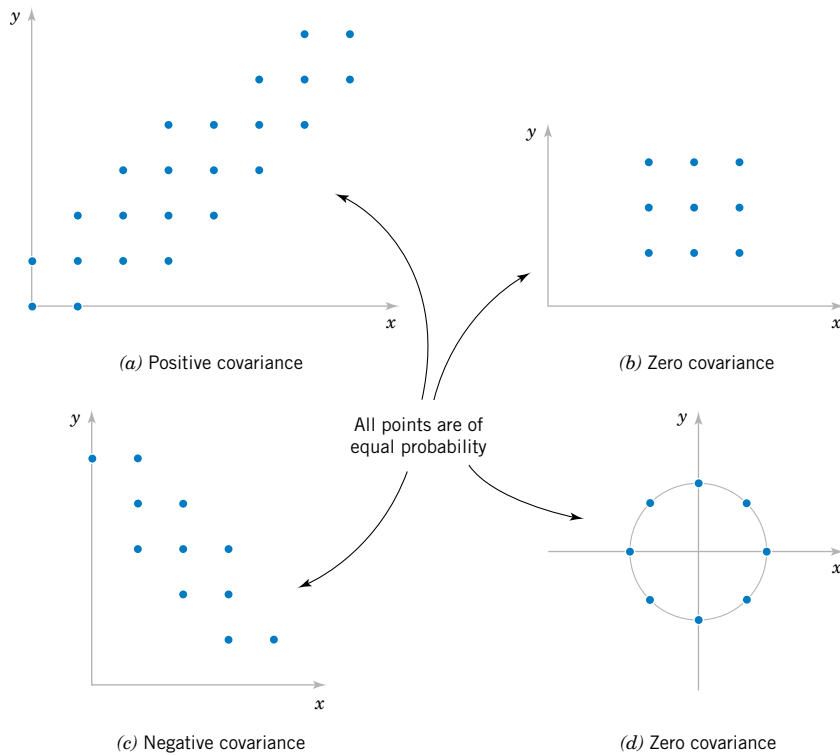 y
x
(a) Positive covariance
y
x
(b) Zero covariance
All points are of
equal probability
y
x
(c) Negative covariance
y
x
(d) Zero covariance